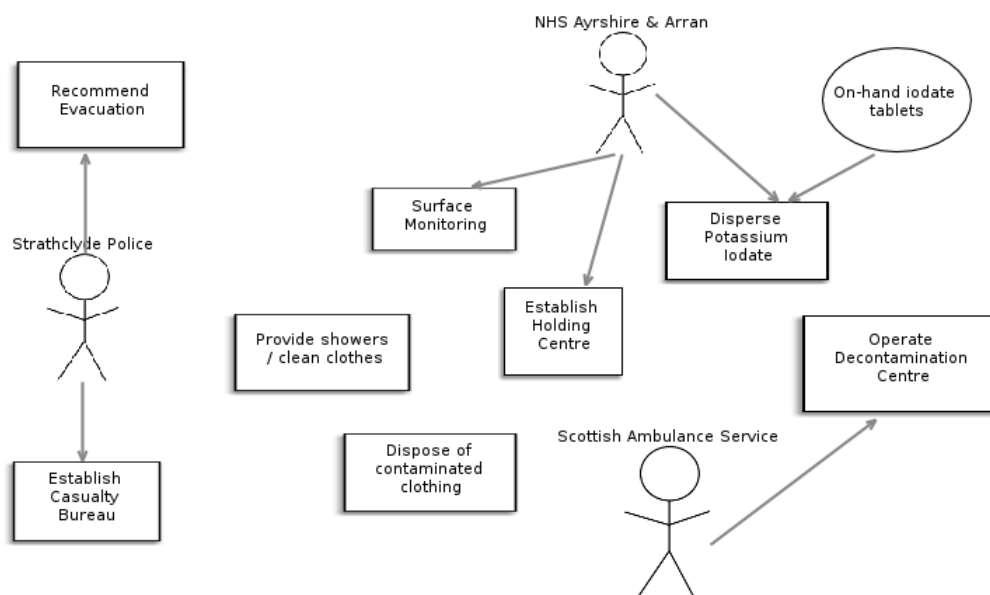 NHS Ayrshire & Arran
Recommend
Evacuation
On-hand iodate
tablets
Surface
Monitoring
Disperse
Potassium
Iodate
Strathclyde Police
Establish
Holding
Centre
Provide showers
/ clean clothes
Operate
Decontamination
Centre
Scottish Ambulance Service
Dispose of
contaminated
clothing
Establish
Casualty
Bureau